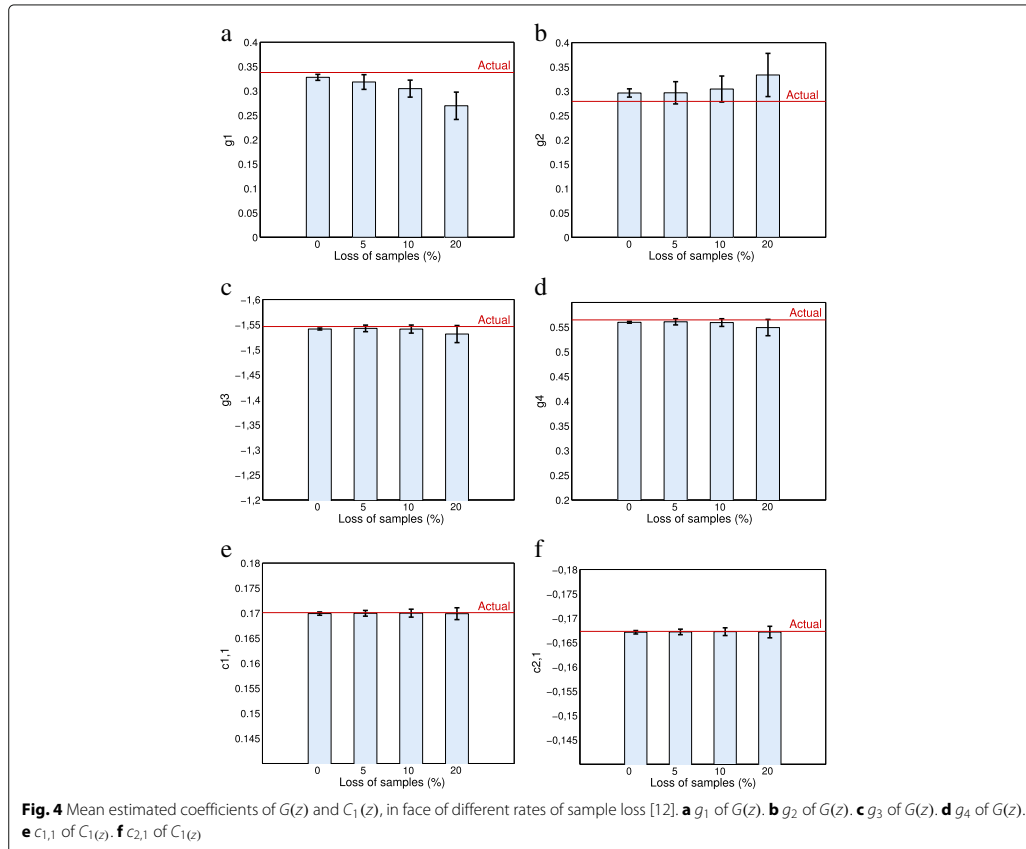 a
0.4
0.35
0.3
0.25
0.2
0.15
0.1
0.05
0
g1
Actual
0 5 10 20
Loss of samples (%)
b
0.4
0.35
0.3
0.25
0.2
0.15
0.1
0.05
0
g2
Actual
0 5 10 20
Loss of samples (%)
c
−1,6
−1,55
−1,5
−1,45
−1,4
−1,35
−1,3
−1,25
−1,2
g3
Actual
0 5 10 20
Loss of samples (%)
d
0.55
0.5
0.45
0.4
0.35
0.3
0.25
0.2
g4
Actual
0 5 10 20
Loss of samples (%)
e
0.18
0.175
0.17
0.165
0.16
0.155
0.15
0.145
c1,1
Actual
0 5 10 20
Loss of samples (%)
f
−0,18
−0,175
−0,17
−0,165
−0,16
−0,155
−0,15
−0,145
c2,1
Actual
0 5 10 20
Loss of samples (%)
Fig. 4 Mean estimated coefficients of G(z) and C₁(z), in face of different rates of sample loss [12]. a g₁ of G(z). b g₂ of G(z). c g₃ of G(z). d g₄ of G(z).
e c₁,₁ of C₁₍z₎. f c₂,₁ of C₁₍z₎